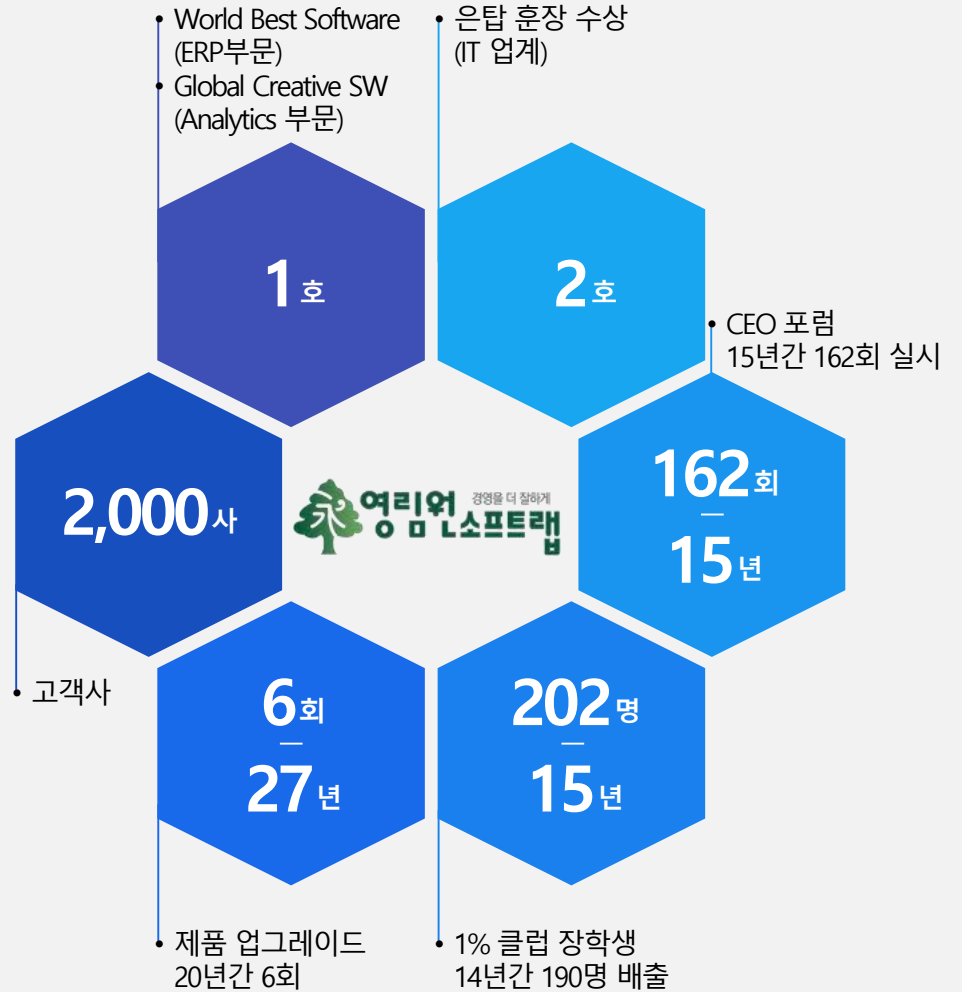 • World Best Software
(ERP부문)
• Global Creative SW
(Analytics 부문)
• 은탑 훈장 수상
(IT 업계)
1호
2호
• CEO 포럼
15년간 162회 실시
2,000사
영림원 경영을 더 잘하게
소프트랩
162회
15년
• 고객사
6회
27년
202명
15년
• 제품 업그레이드
20년간 6회
• 1% 클럽 장학생
14년간 190명 배출